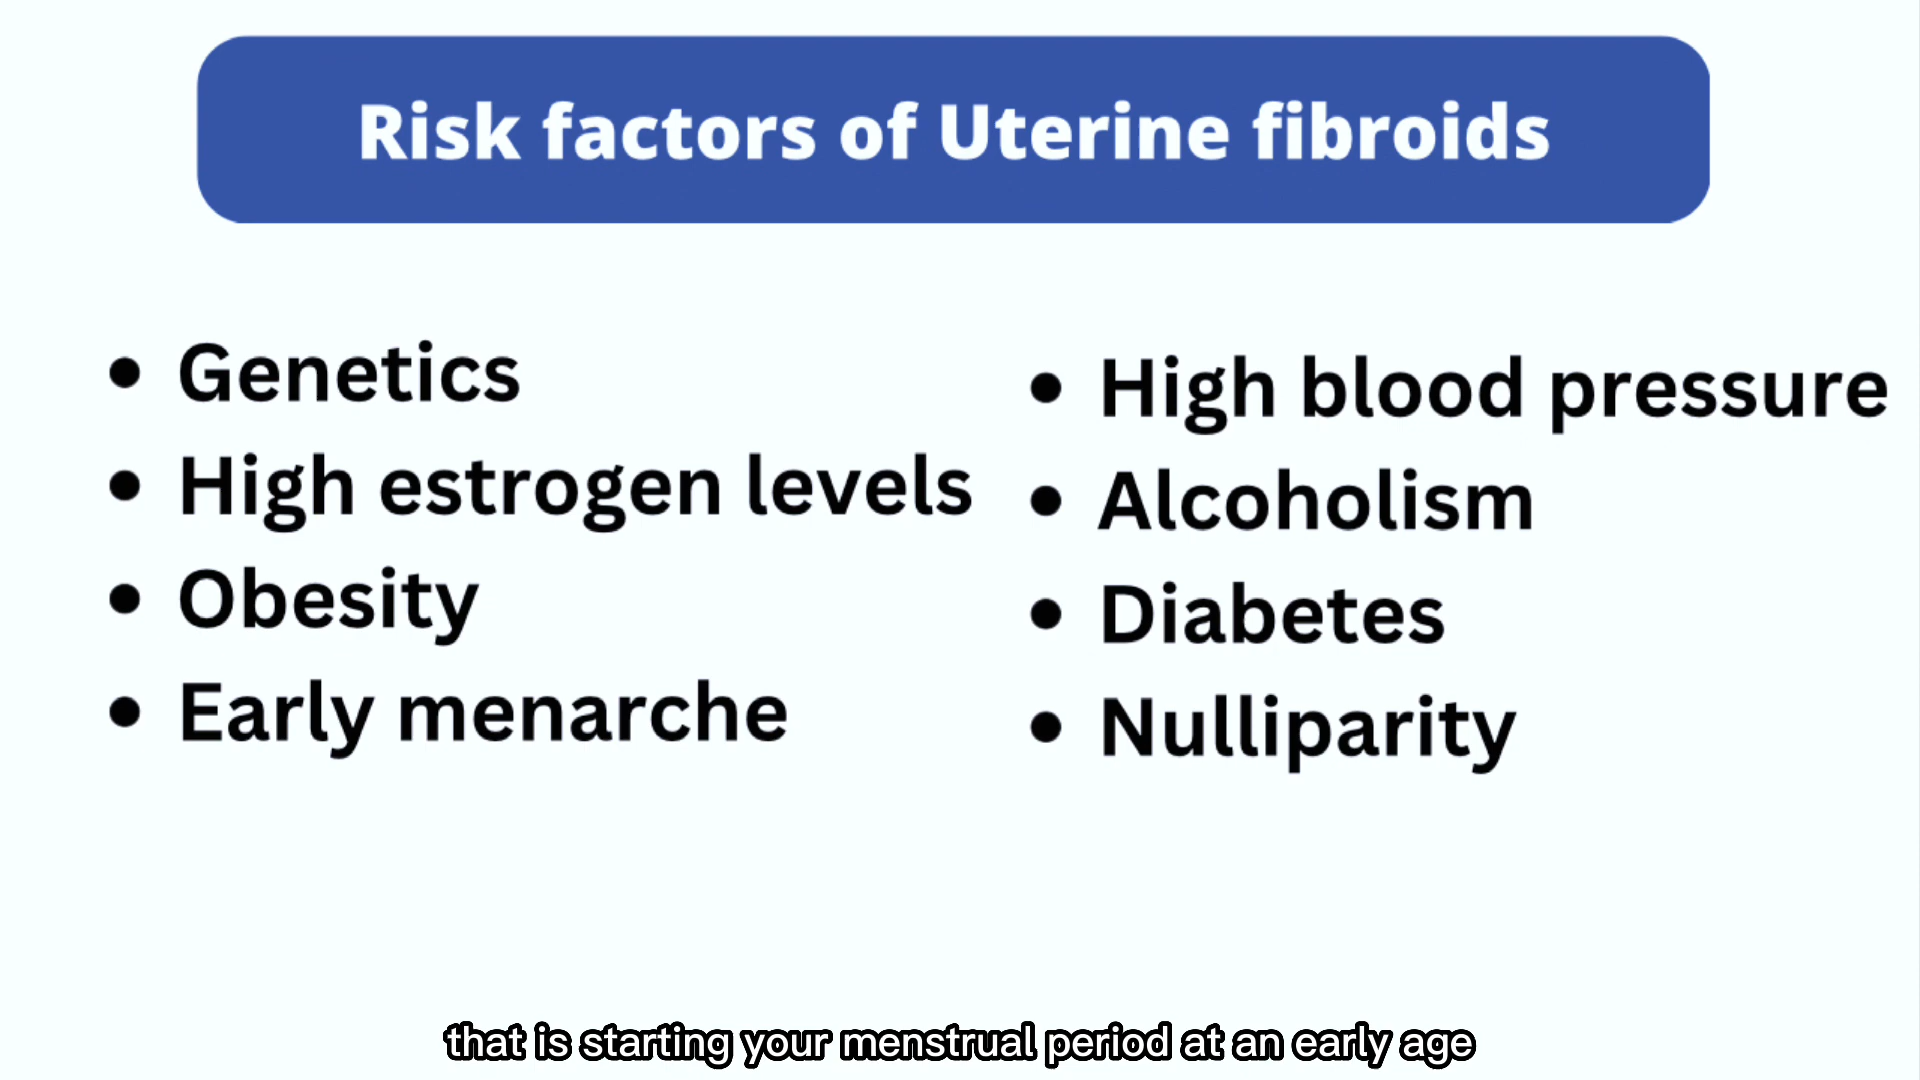 Risk factors of Uterine fibroids
• Genetics
• High estrogen levels
• Obesity
• Early menarche
• High blood pressure
• Alcoholism
• Diabetes
• Nulliparity
that is starting your menstrual period at an early age